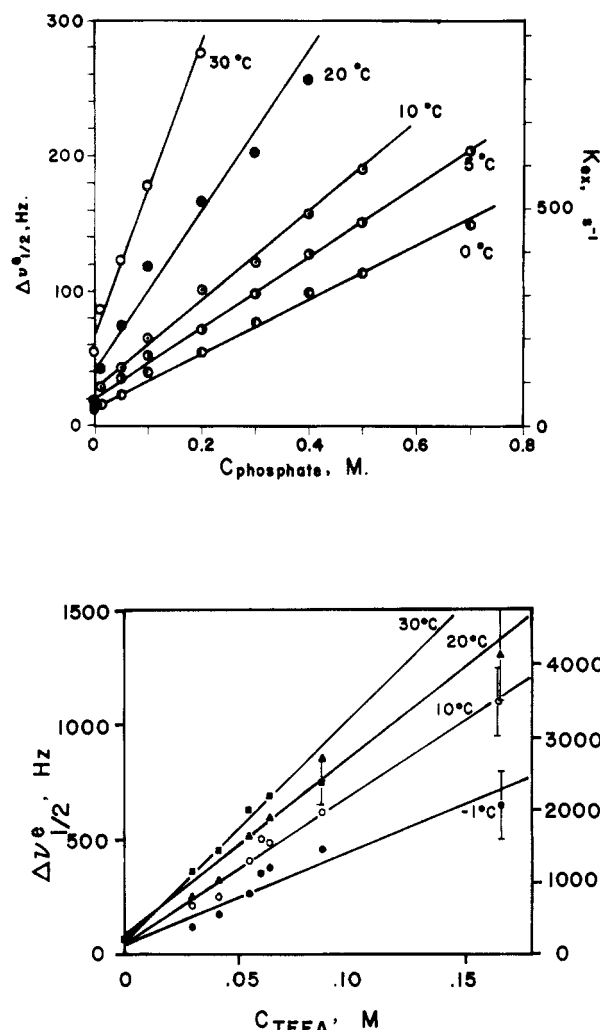 300
200
100
0
Δν^e_1/2, Hz.
30 °C
20 °C
10 °C
5 °C
0 °C
500
0
K_ex, s^-1
0 0.2 0.4 0.6 0.8
C_phosphate, M.
1500
1000
500
0
Δν^e_1/2, Hz
30°C
20°C
10°C
-1°C
4000
3000
2000
1000
0
0 .05 .10 .15
C_TEEA, M